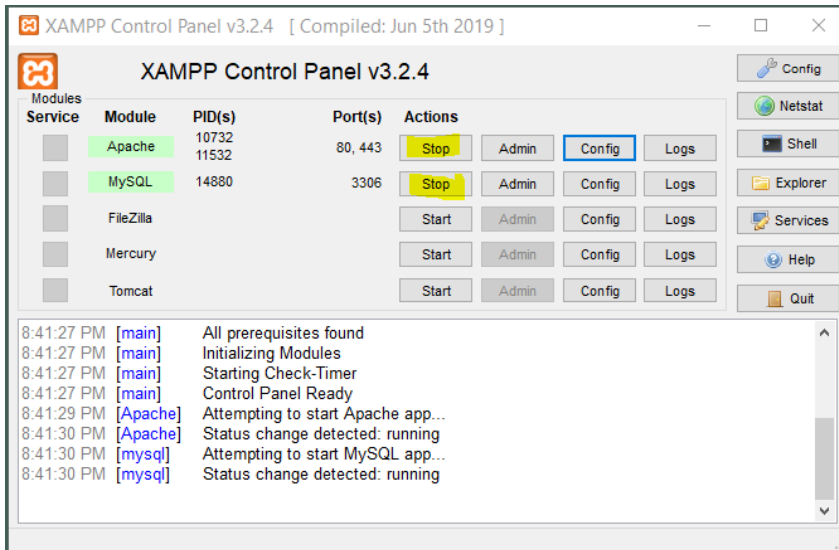 XAMPP Control Panel v3.2.4 [ Compiled: Jun 5th 2019 ]
XAMPP Control Panel v3.2.4
Modules
Service Module PID(s) Port(s) Actions
Apache 10732 11532 80, 443 Stop Admin Config Logs
MySQL 14880 3306 Stop Admin Config Logs
FileZilla Start Admin Config Logs
Mercury Start Admin Config Logs
Tomcat Start Admin Config Logs
Config
Netstat
Shell
Explorer
Services
Help
Quit
8:41:27 PM [main] All prerequisites found
8:41:27 PM [main] Initializing Modules
8:41:27 PM [main] Starting Check-Timer
8:41:27 PM [main] Control Panel Ready
8:41:29 PM [Apache] Attempting to start Apache app...
8:41:30 PM [Apache] Status change detected: running
8:41:30 PM [mysql] Attempting to start MySQL app...
8:41:30 PM [mysql] Status change detected: running